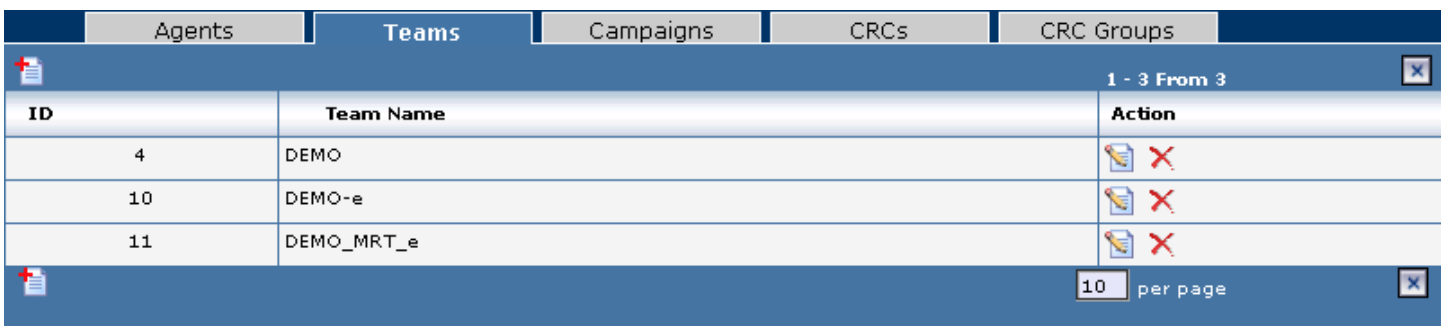 Agents Teams Campaigns CRCs CRC Groups
1 - 3 From 3
ID Team Name Action
4 DEMO
10 DEMO-e
11 DEMO_MRT_e
10 per page